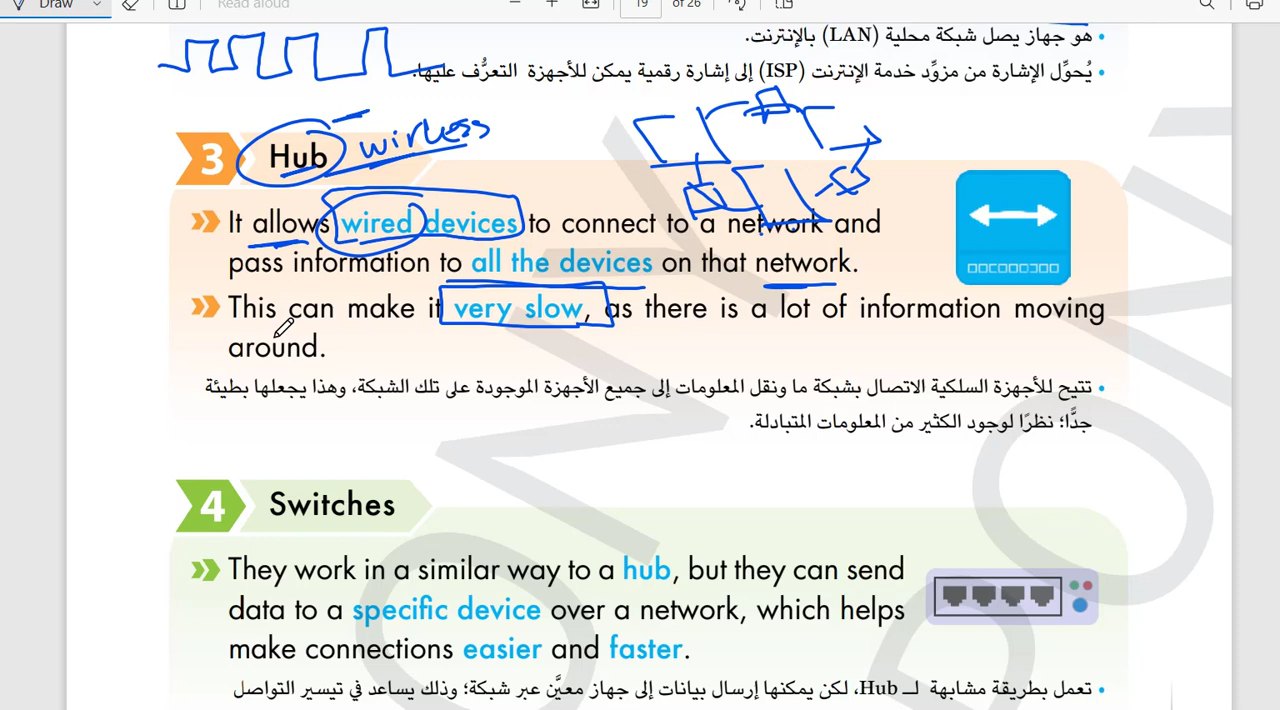 Draw
Read aloud
19 of 26
هو جهاز يصل شبكة محلية (LAN) بالإنترنت.
يُحوِّل الإشارة من مزوِّد خدمة الإنترنت (ISP) إلى إشارة رقمية يمكن للأجهزة التعرُّف عليها.
3 Hub wirless
It allows wired devices to connect to a network and
pass information to all the devices on that network.
This can make it very slow, as there is a lot of information moving
around.
تتيح للأجهزة السلكية الاتصال بشبكة ما ونقل المعلومات إلى جميع الأجهزة الموجودة على تلك الشبكة، وهذا يجعلها بطيئة
جدًّا؛ نظرًا لوجود الكثير من المعلومات المتبادلة.
4 Switches
They work in a similar way to a hub, but they can send
data to a specific device over a network, which helps
make connections easier and faster.
تعمل بطريقة مشابهة لــ Hub، لكن يمكنها إرسال بيانات إلى جهاز معيَّن عبر شبكة؛ وذلك يساعد في تيسير التواصل